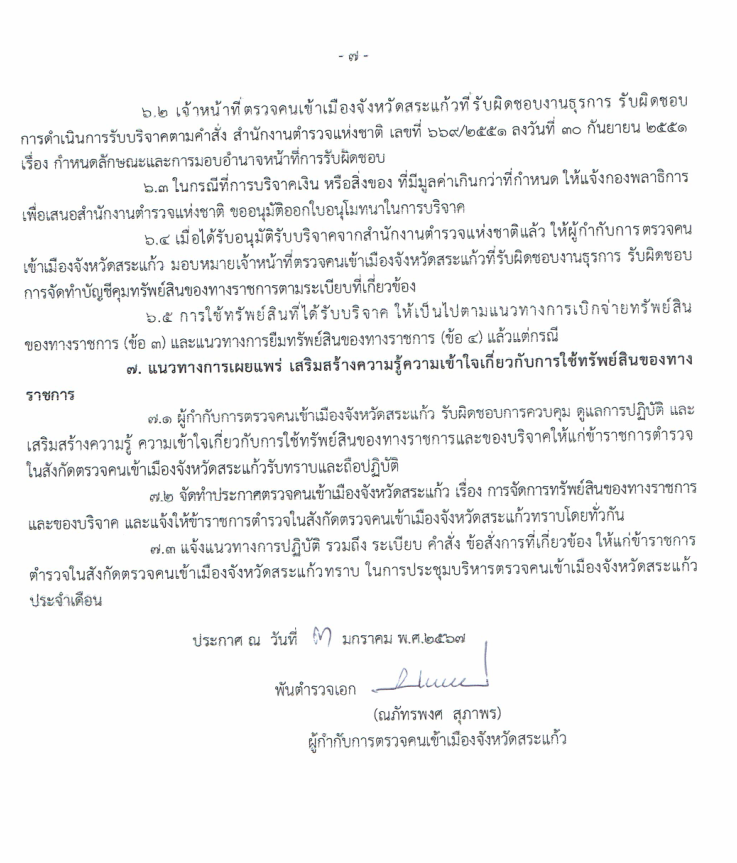 - ๗ -
๖.๒ เจ้าหน้าที่ตรวจคนเข้าเมืองจังหวัดสระแก้วที่รับผิดชอบงานธุรการ รับผิดชอบ
การดำเนินการรับบริจาคตามคำสั่ง สำนักงานตำรวจแห่งชาติ เลขที่ ๖๖๙/๒๕๕๑ ลงวันที่ ๓๐ กันยายน ๒๕๕๑
เรื่อง กำหนดลักษณะและการมอบอำนาจหน้าที่การรับผิดชอบ
๖.๓ ในกรณีที่การบริจาคเงิน หรือสิ่งของ ที่มีมูลค่าเกินกว่าที่กำหนด ให้แจ้งกองพลาธิการ
เพื่อเสนอสำนักงานตำรวจแห่งชาติ ขออนุมัติออกใบอนุโมทนาในการบริจาค
๖.๔ เมื่อได้รับอนุมัติรับบริจาคจากสำนักงานตำรวจแห่งชาติแล้ว ให้ผู้กำกับการตรวจคน
เข้าเมืองจังหวัดสระแก้ว มอบหมายเจ้าหน้าที่ตรวจคนเข้าเมืองจังหวัดสระแก้วที่รับผิดชอบงานธุรการ รับผิดชอบ
การจัดทำบัญชีคุมทรัพย์สินของทางราชการตามระเบียบที่เกี่ยวข้อง
๖.๕ การใช้ทรัพย์สินที่ได้รับบริจาค ให้เป็นไปตามแนวทางการเบิกจ่ายทรัพย์สิน
ของทางราชการ (ข้อ ๓) และแนวทางการยืมทรัพย์สินของทางราชการ (ข้อ ๔) แล้วแต่กรณี
๗. แนวทางการเผยแพร่ เสริมสร้างความรู้ความเข้าใจเกี่ยวกับการใช้ทรัพย์สินของทาง
ราชการ
๗.๑ ผู้กำกับการตรวจคนเข้าเมืองจังหวัดสระแก้ว รับผิดชอบการควบคุม ดูแลการปฏิบัติ และ
เสริมสร้างความรู้ ความเข้าใจเกี่ยวกับการใช้ทรัพย์สินของทางราชการและของบริจาคให้แก่ข้าราชการตำรวจ
ในสังกัดตรวจคนเข้าเมืองจังหวัดสระแก้วรับทราบและถือปฏิบัติ
๗.๒ จัดทำประกาศตรวจคนเข้าเมืองจังหวัดสระแก้ว เรื่อง การจัดการทรัพย์สินของทางราชการ
และของบริจาค และแจ้งให้ข้าราชการตำรวจในสังกัดตรวจคนเข้าเมืองจังหวัดสระแก้วทราบโดยทั่วกัน
๗.๓ แจ้งแนวทางการปฏิบัติ รวมถึง ระเบียบ คำสั่ง ข้อสั่งการที่เกี่ยวข้อง ให้แก่ข้าราชการ
ตำรวจในสังกัดตรวจคนเข้าเมืองจังหวัดสระแก้วทราบ ในการประชุมบริหารตรวจคนเข้าเมืองจังหวัดสระแก้ว
ประจำเดือน
ประกาศ ณ วันที่ ๓ มกราคม พ.ศ.๒๕๖๗
พันตำรวจเอก
(ณภัทรพงศ สุภาพร)
ผู้กำกับการตรวจคนเข้าเมืองจังหวัดสระแก้ว